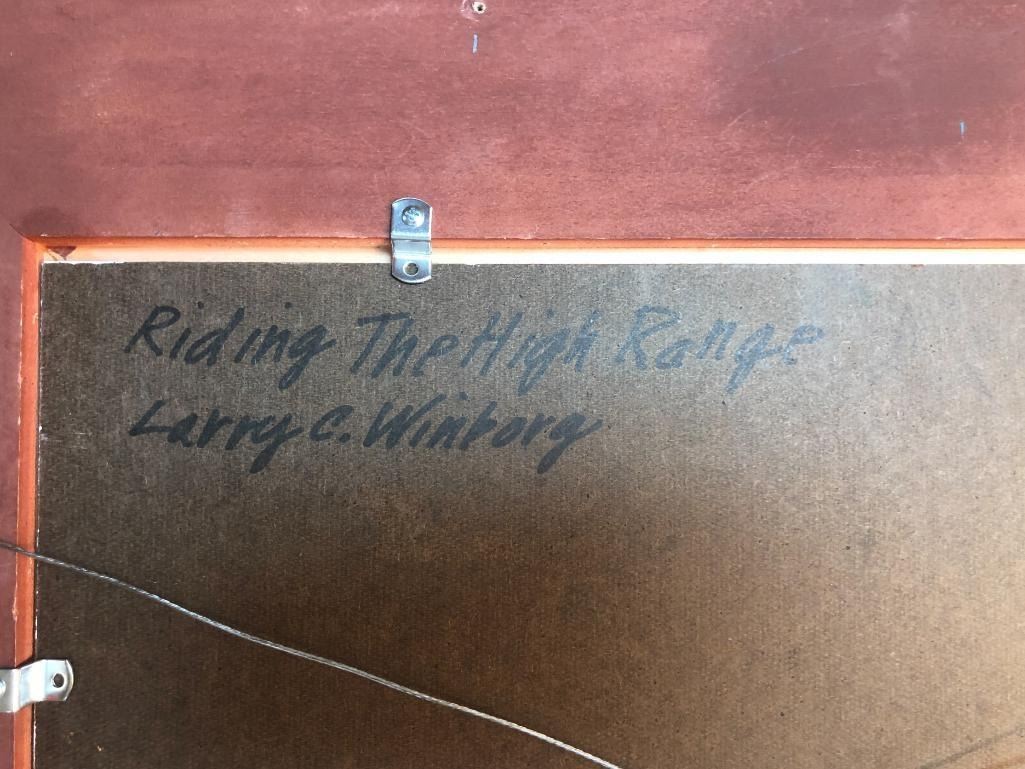 Riding The High Range
Larry C. Winborg